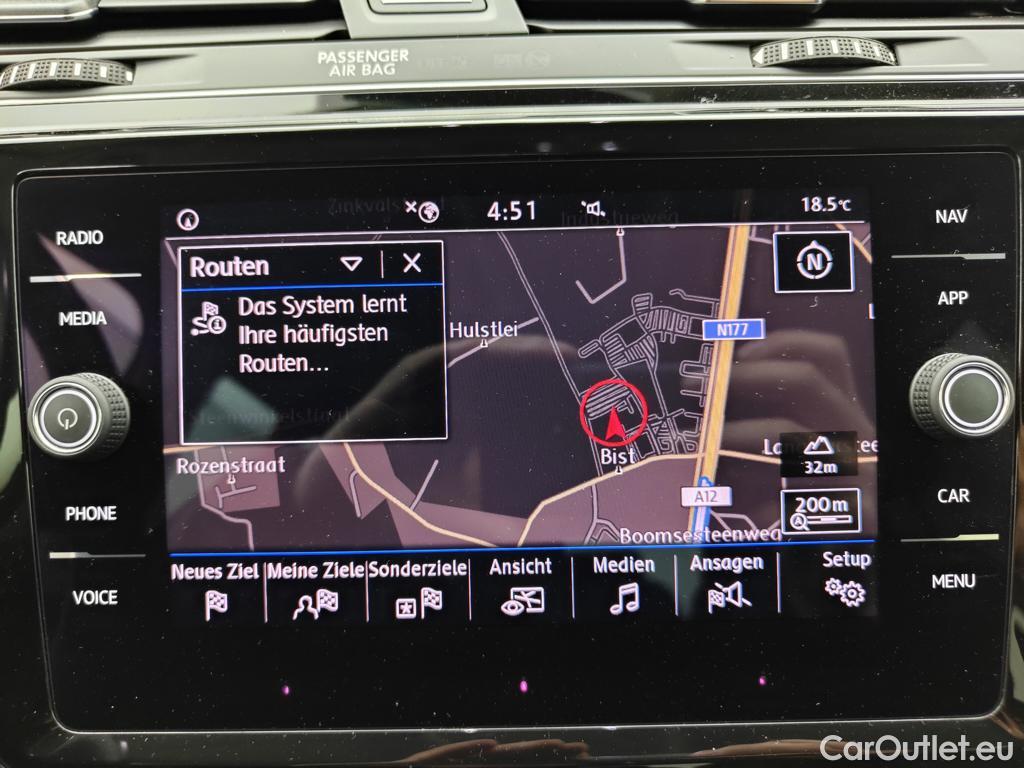 PASSENGER
AIR BAG
RADIO
MEDIA
PHONE
VOICE
4:51
18.5°C
Routen
Das System lernt
Ihre häufigsten
Routen...
Hulstlei
N177
N
Rozenstraat
Bist
32m
A12
200m
Boomsesteenweg
Neues Ziel
Meine Ziele
Sonderziele
Ansicht
Medien
Ansagen
Setup
NAV
APP
CAR
MENU
CarOutlet.eu